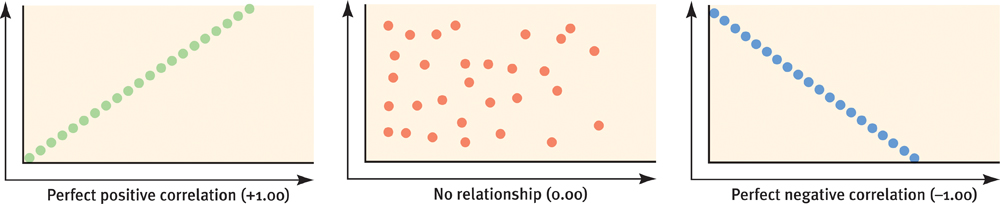 Perfect positive correlation (+1.00)
No relationship (0.00)
Perfect negative correlation (–1.00)